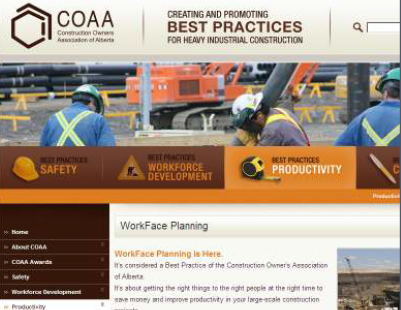 COAA
Construction Owners
Association of Alberta
CREATING AND PROMOTING
BEST PRACTICES
FOR HEAVY INDUSTRIAL CONSTRUCTION
BEST PRACTICES
SAFETY
BEST PRACTICES
WORKFORCE
DEVELOPMENT
BEST PRACTICES
PRODUCTIVITY
» Home
» About COAA
» COAA Awards
» Safety
» Workforce Development
» Productivity
WorkFace Planning
WorkFace Planning is Here.
It's considered a Best Practice of the Construction Owner's Association
of Alberta.
It's about getting the right things to the right people at the right time to
save money and improve productivity in your large-scale construction